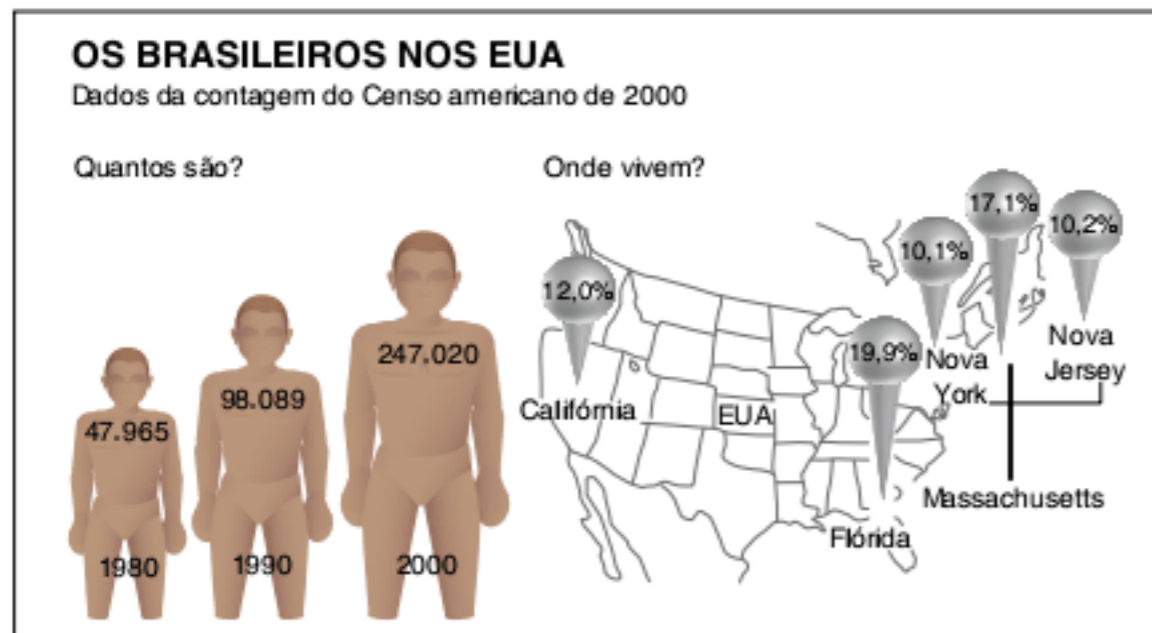 OS BRASILEIROS NOS EUA
Dados da contagem do Censo americano de 2000
Quantos são?
47.965
1980
98.089
1990
247.020
2000
Onde vivem?
12,0%
Califórnia
EUA
19,9%
Flórida
10,1%
Nova
York
17,1%
Massachusetts
10,2%
Nova
Jersey